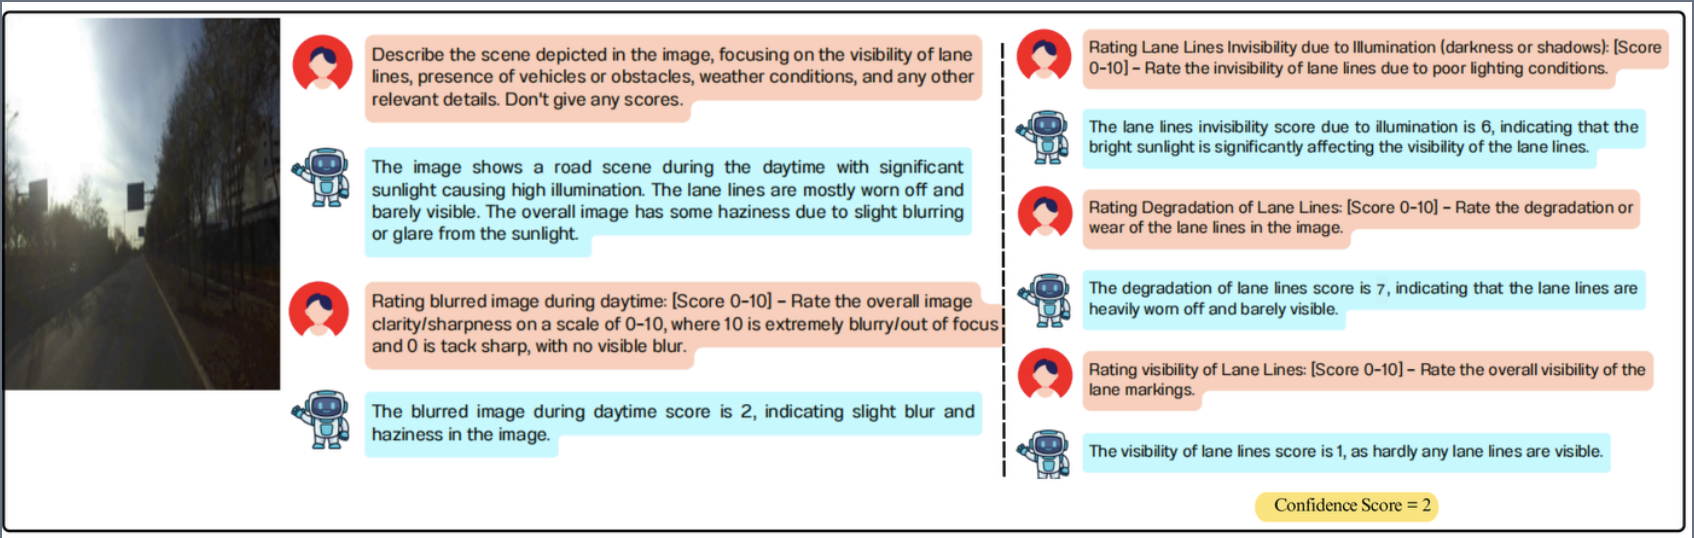 Describe the scene depicted in the image, focusing on the visibility of lane
lines, presence of vehicles or obstacles, weather conditions, and any other
relevant details. Don't give any scores.
The image shows a road scene during the daytime with significant
sunlight causing high illumination. The lane lines are mostly worn off and
barely visible. The overall image has some haziness due to slight blurring
or glare from the sunlight.
Rating blurred image during daytime: [Score 0-10] – Rate the overall image
clarity/sharpness on a scale of 0-10, where 10 is extremely blurry/out of focus
and 0 is tack sharp, with no visible blur.
The blurred image during daytime score is 2, indicating slight blur and
haziness in the image.
Rating Lane Lines Invisibility due to Illumination (darkness or shadows): [Score
0-10] – Rate the invisibility of lane lines due to poor lighting conditions.
The lane lines invisibility score due to illumination is 6, indicating that the
bright sunlight is significantly affecting the visibility of the lane lines.
Rating Degradation of Lane Lines: [Score 0-10] – Rate the degradation or
wear of the lane lines in the image.
The degradation of lane lines score is 7, indicating that the lane lines are
heavily worn off and barely visible.
Rating visibility of Lane Lines: [Score 0-10] – Rate the overall visibility of the
lane markings.
The visibility of lane lines score is 1, as hardly any lane lines are visible.
Confidence Score = 2